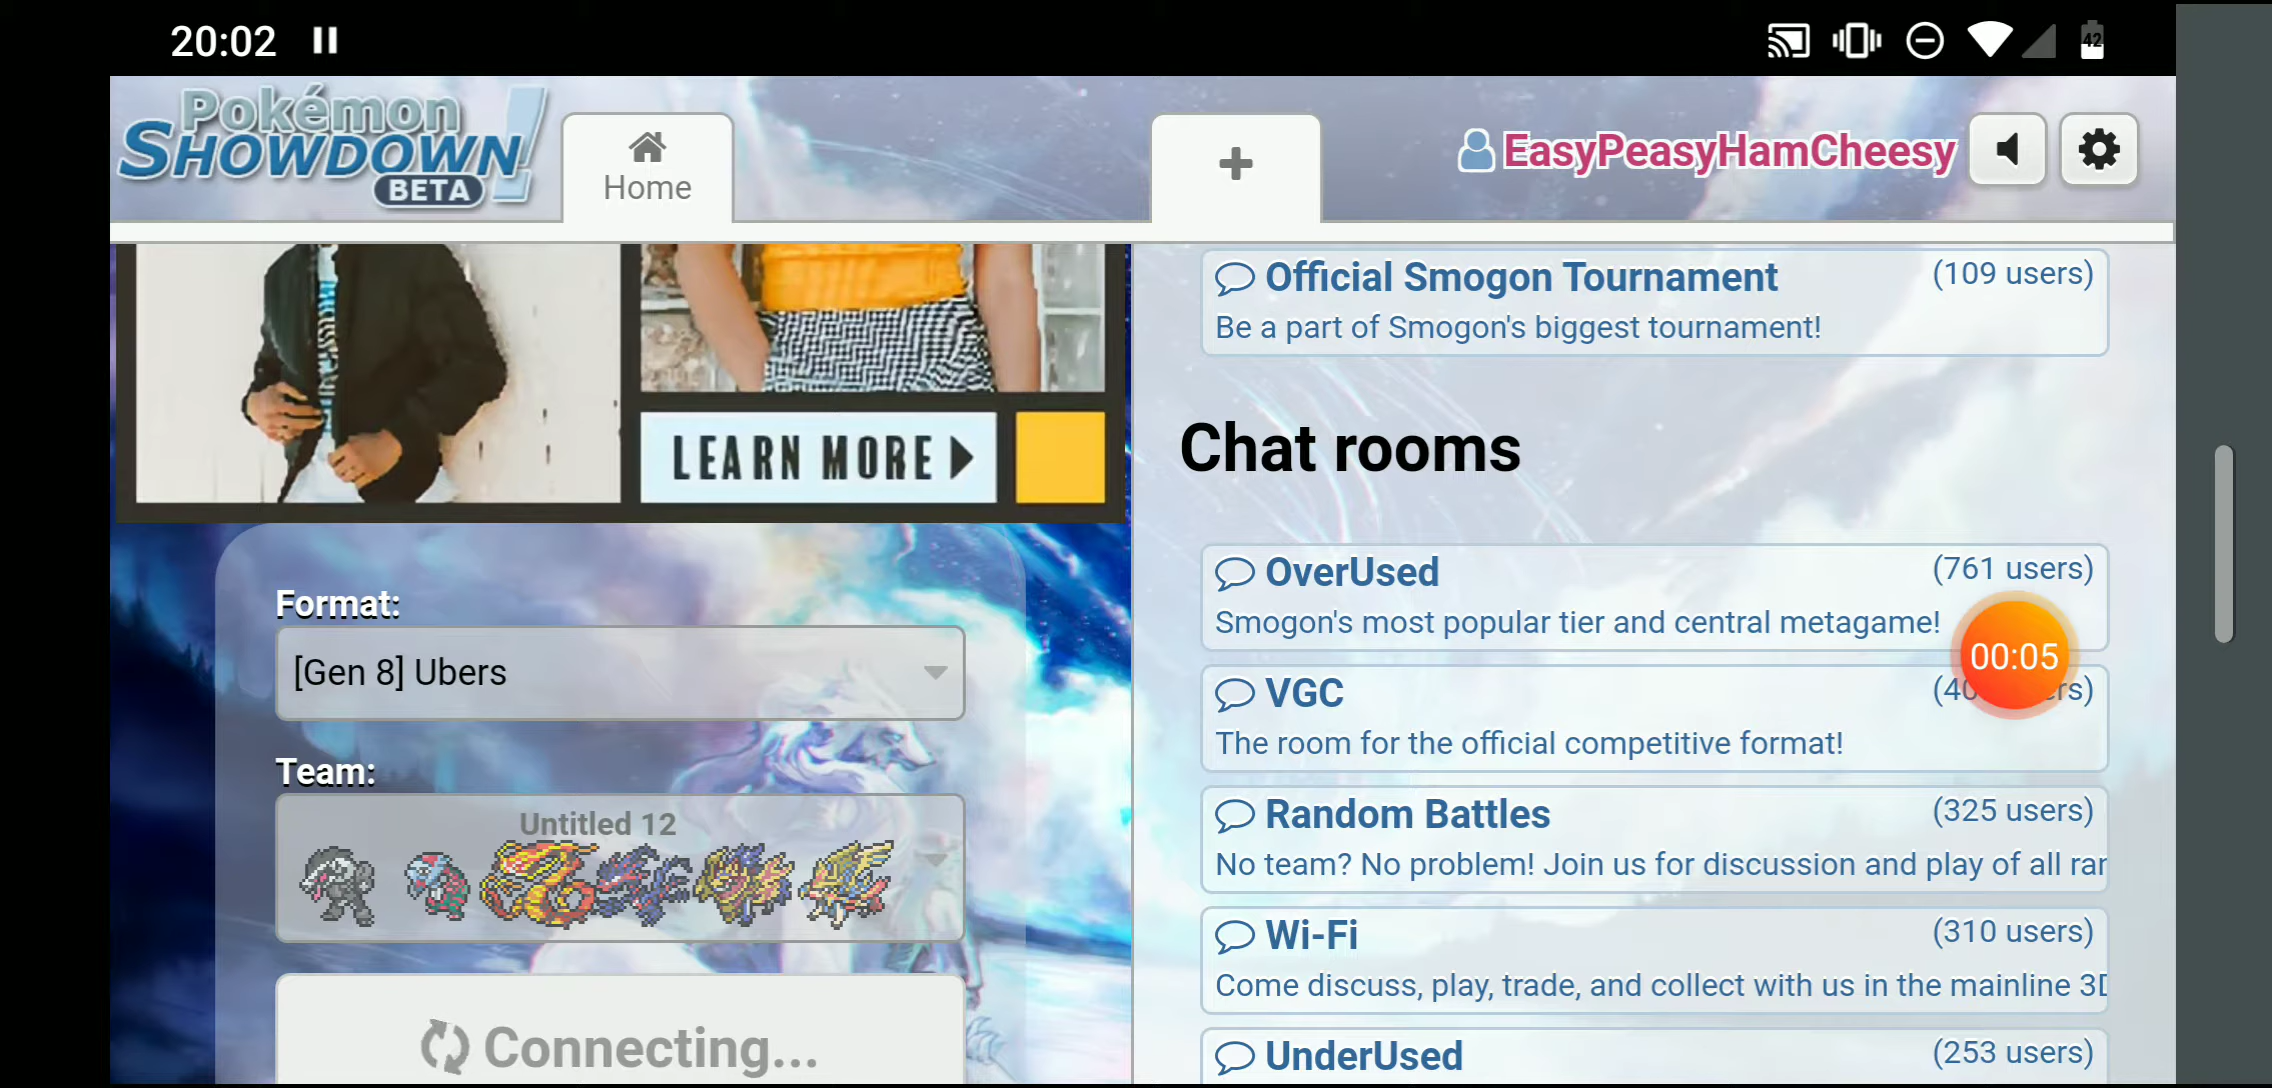 20:02
42
Pokémon
SHOWDOWN!
BETA
Home
EasyPeasyHamCheesy
LEARN MORE
Format:
[Gen 8] Ubers
Team:
Untitled 12
Connecting...
Official Smogon Tournament
(109 users)
Be a part of Smogon's biggest tournament!
Chat rooms
OverUsed
(761 users)
Smogon's most popular tier and central metagame!
00:05
VGC
The room for the official competitive format!
Random Battles
(325 users)
No team? No problem! Join us for discussion and play of all
Wi-Fi
(310 users)
Come discuss, play, trade, and collect with us in the mainline
UnderUsed
(253 users)